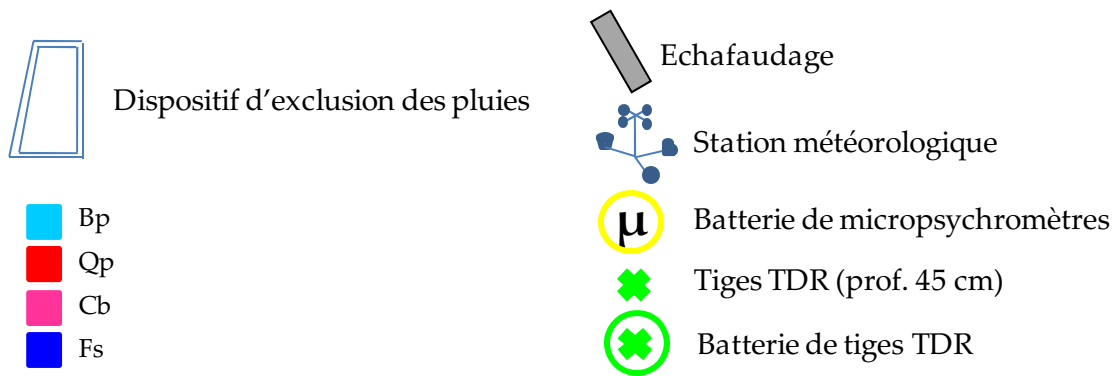 Dispositif d'exclusion des pluies
Bp
Qp
Cb
Fs
Echafaudage
Station météorologique
μ Batterie de micropsychromètres
Tiges TDR (prof. 45 cm)
Batterie de tiges TDR